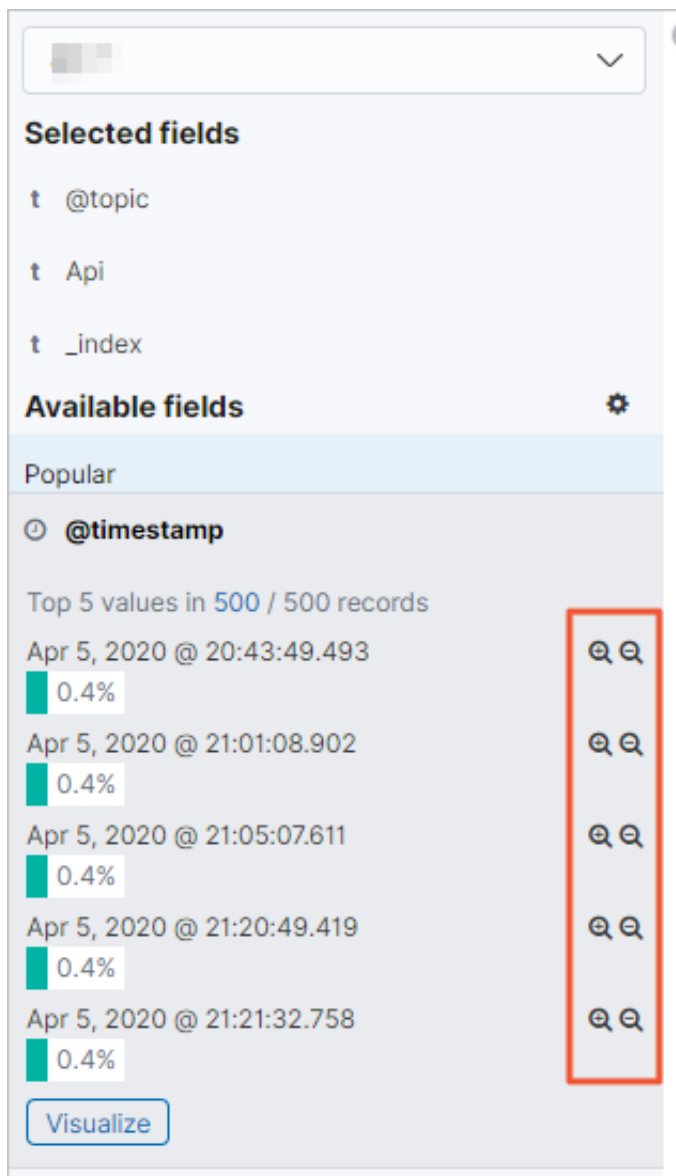 Selected fields
t @topic
t Api
t _index
Available fields
Popular
@timestamp
Top 5 values in 500 / 500 records
Apr 5, 2020 @ 20:43:49.493
0.4%
Apr 5, 2020 @ 21:01:08.902
0.4%
Apr 5, 2020 @ 21:05:07.611
0.4%
Apr 5, 2020 @ 21:20:49.419
0.4%
Apr 5, 2020 @ 21:21:32.758
0.4%
Visualize